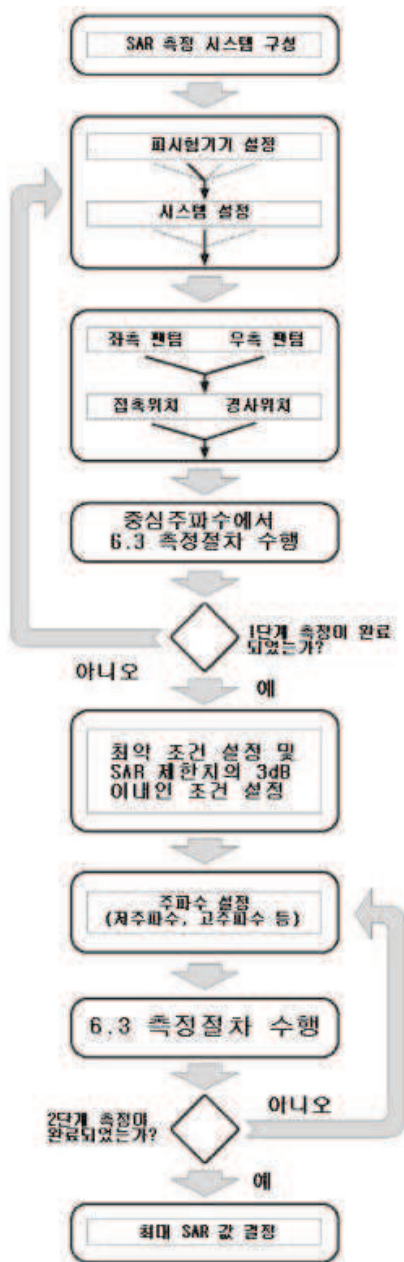 SAR 측정 시스템 구성
피시험기기 설정
시스템 설정
좌측 팬텀 우측 팬텀
접촉위치 경사위치
중심주파수에서
6.3 측정절차 수행
1단계 측정이 완료
되었는가?
아니오
예
최악 조건 설정 및
SAR 제한치의 3dB
이내인 조건 설정
주파수 설정
(저주파수, 고주파수 등)
6.3 측정절차 수행
2단계 측정이
완료되었는가?
아니오
예
최대 SAR 값 결정